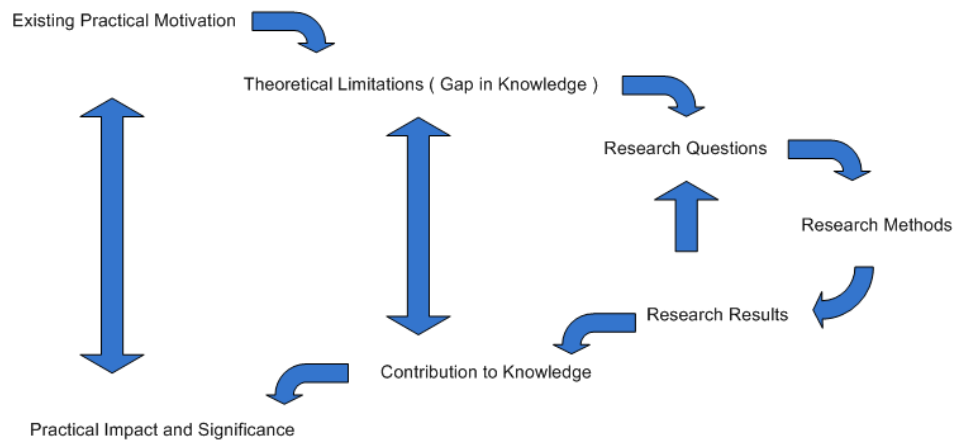 Existing Practical Motivation
Theoretical Limitations ( Gap in Knowledge )
Research Questions
Research Methods
Research Results
Contribution to Knowledge
Practical Impact and Significance